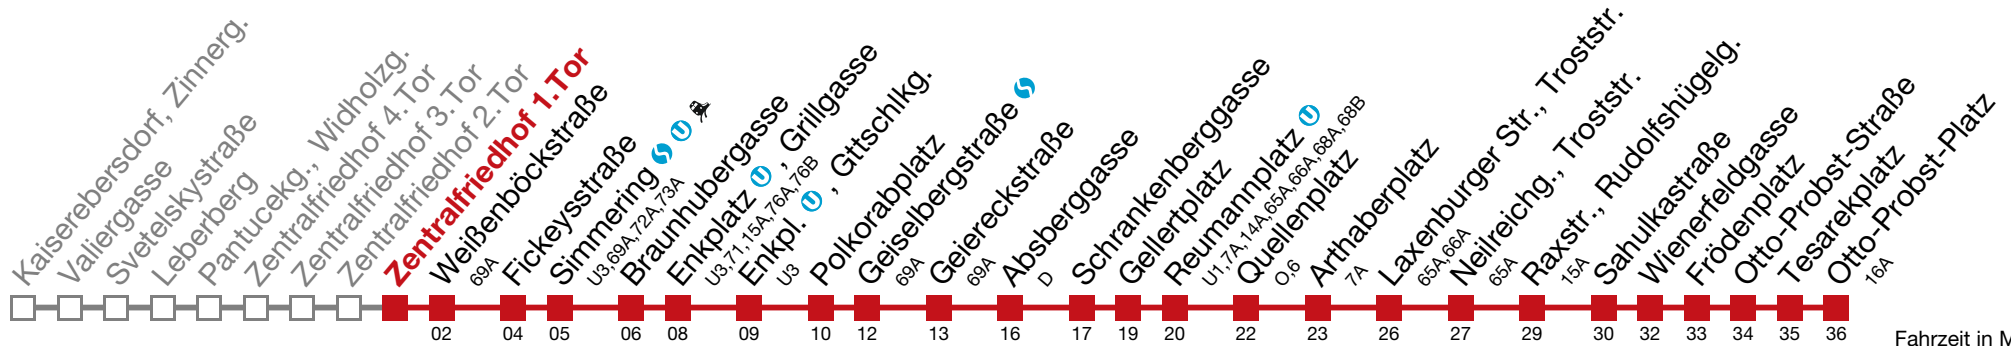 Kaiserebersdorf, Zinnerg.
Valiergasse
Svetelskystraße
Leberberg
Pantucekg., Widholzg.
Zentralfriedhof 4.Tor
Zentralfriedhof 3.Tor
Zentralfriedhof 2.Tor
Zentralfriedhof 1.Tor
Weißenböckstraße
69A
Fickeysstraße
Simmering S U
U3,69A,72A,73A
Braunhubergasse
Enkplatz U , Grillgasse
U3,71,15A,76A,76B
Enkpl. U , Gttschlkg.
U3
Polkorabplatz
Geiselbergstraße S
69A
Geiereckstraße
69A
Absberggasse
D
Schrankenberggasse
Gellertplatz
Reumannplatz U
U1,7A,14A,65A,66A,68A,68B
Quellenplatz
O,6
Arthaberplatz
7A
Laxenburger Str., Troststr.
65A,66A
Neilreichg., Troststr.
65A
Raxstr., Rudolfshügelg.
15A
Sahulkastraße
Wienerfeldgasse
Frödenplatz
Otto-Probst-Straße
Tesarekplatz
Otto-Probst-Platz
16A
02 04 05 06 08 09 10 12 13 16 17 19 20 22 23 26 27 29 30 32 33 34 35 36
Fahrzeit in M